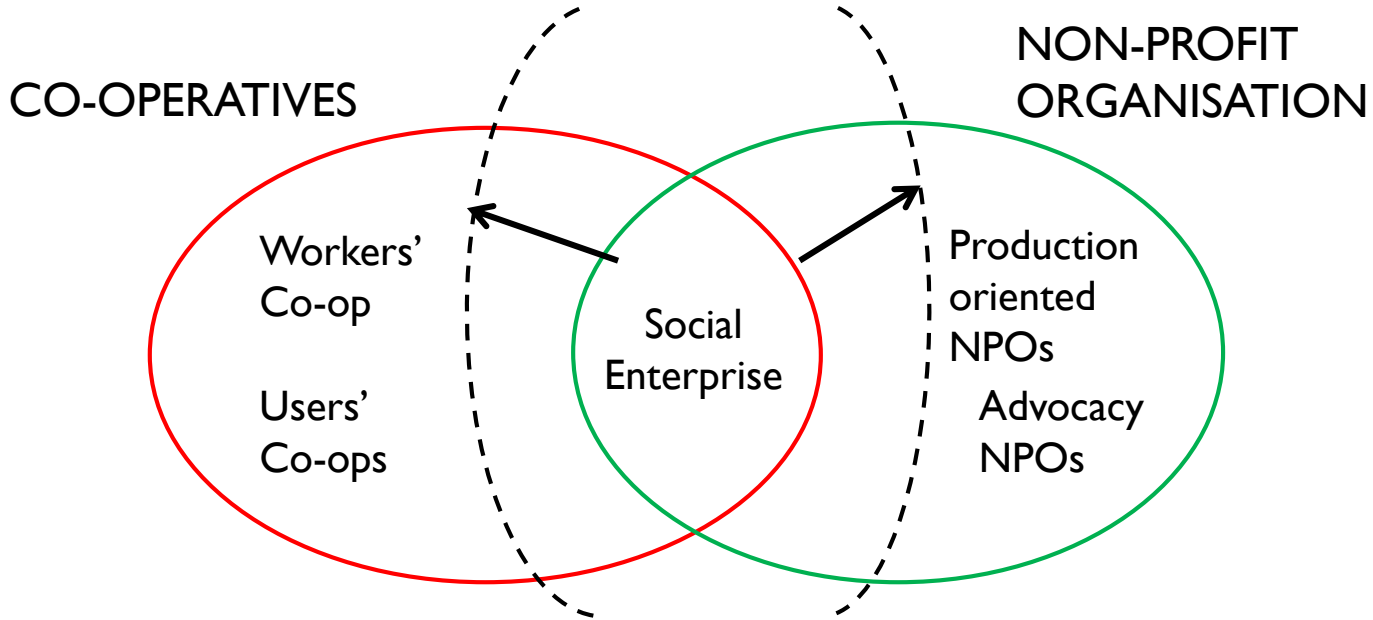 CO-OPERATIVES
NON-PROFIT
ORGANISATION
Workers’
Co-op
Users’
Co-ops
Social
Enterprise
Production
oriented
NPOs
Advocacy
NPOs